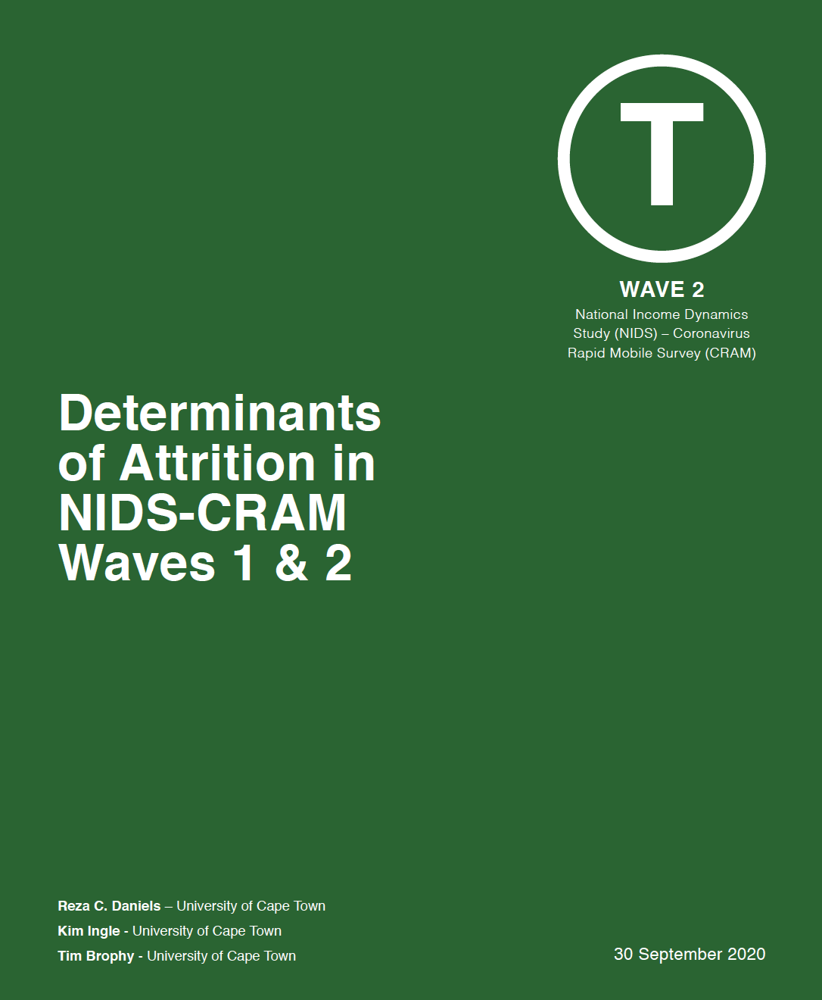 T
WAVE 2
National Income Dynamics
Study (NIDS) – Coronavirus
Rapid Mobile Survey (CRAM)
Determinants
of Attrition in
NIDS-CRAM
Waves 1 & 2
Reza C. Daniels – University of Cape Town
Kim Ingle - University of Cape Town
Tim Brophy - University of Cape Town
30 September 2020